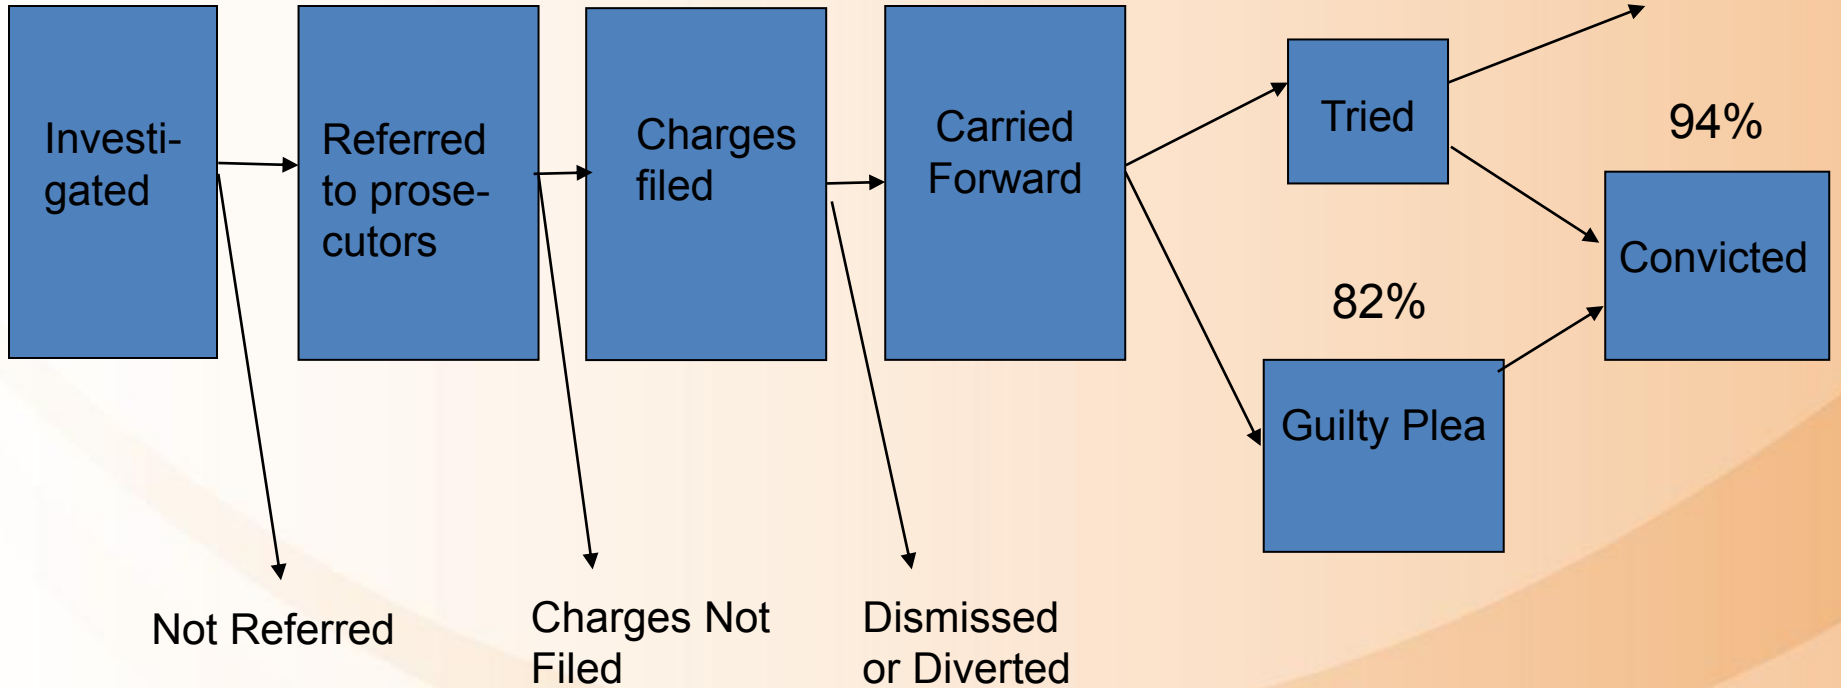 Investi-
gated
Referred
to prose-
cutors
Charges
filed
Carried
Forward
Tried
94%
Convicted
82%
Guilty Plea
Not Referred
Charges Not
Filed
Dismissed
or Diverted